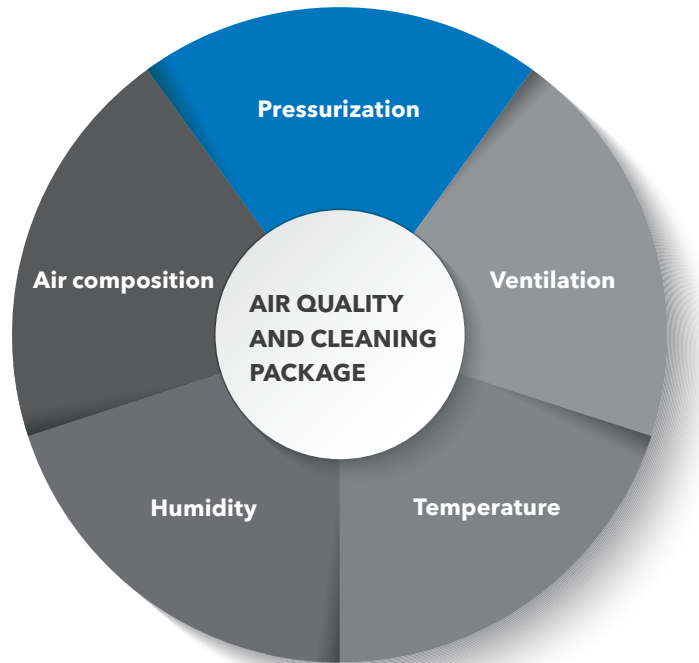 Pressurization
Air composition
Ventilation
AIR QUALITY
AND CLEANING
PACKAGE
Humidity
Temperature